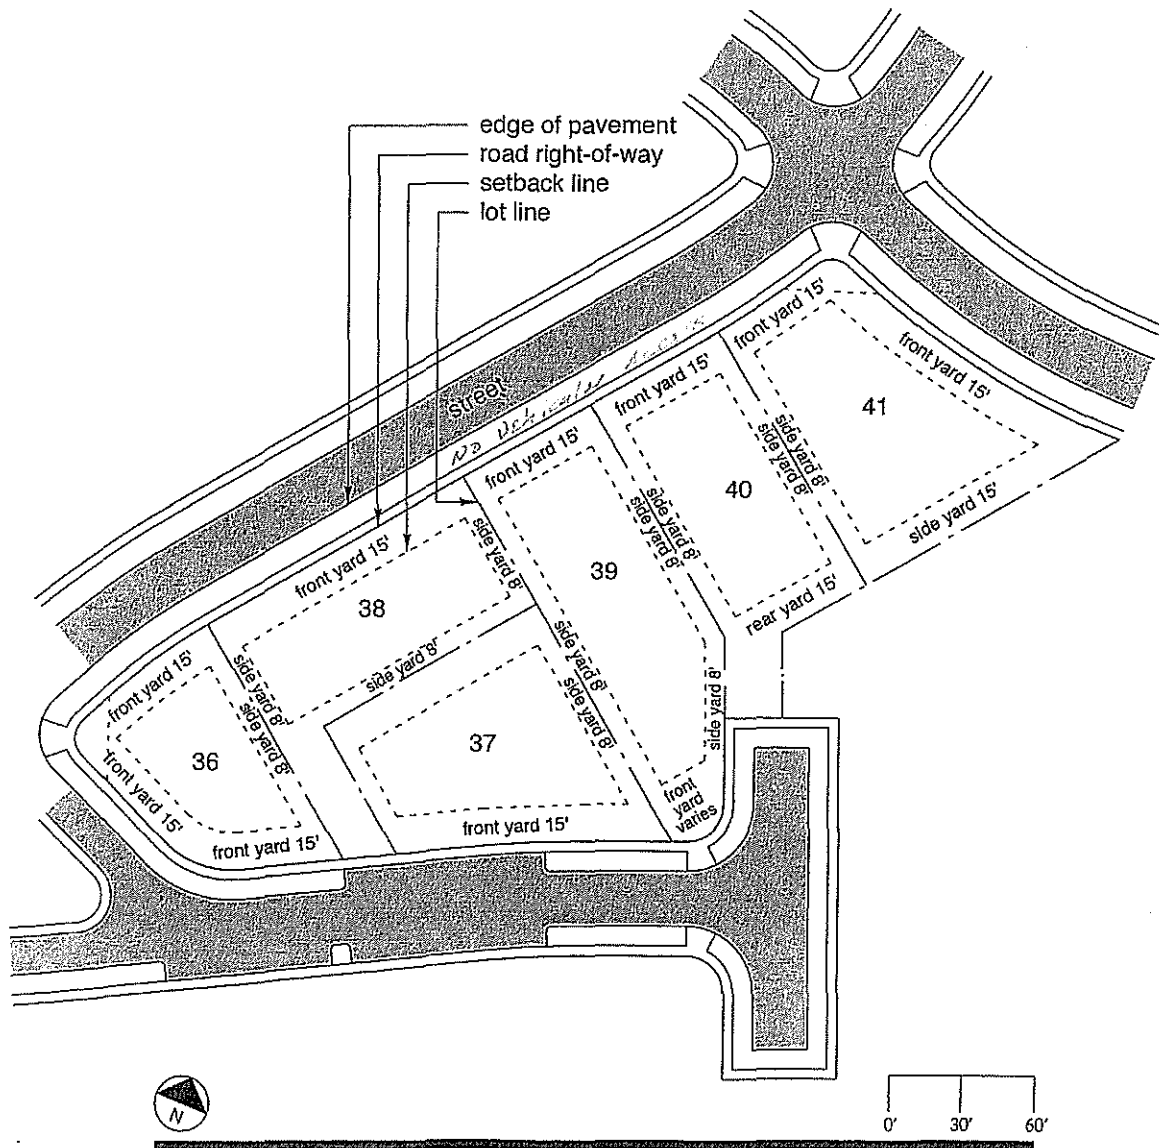 edge of pavement
road right-of-way
setback line
lot line
street
No Vehicular Access
front yard 15'
front yard 15'
41
side yard 15'
side yard 8'
side yard 8'
front yard 15'
40
rear yard 15'
side yard 8'
side yard 8'
front yard 15'
39
side yard 8'
front
yard
varies
side yard 8'
side yard 8'
front yard 15'
38
side yard 8'
side yard 8'
37
front yard 15'
side yard 8'
side yard 8'
front yard 15'
36
front yard 15'
front yard 15'
N
0' 30' 60'